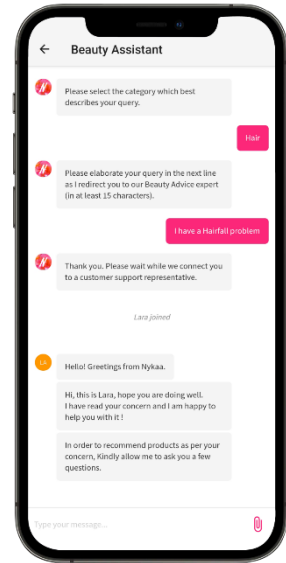 Beauty Assistant
Please select the category which best
describes your query.
Hair
Please elaborate your query in the next line
as I redirect you to our Beauty Advice expert
(in at least 15 characters).
I have a Hairfall problem
Thank you. Please wait while we connect you
to a customer support representative.
Lara joined
LA
Hello! Greetings from Nykaa.
Hi, this is Lara, hope you are doing well.
I have read your concern and I am happy to
help you with it !
In order to recommend products as per your
concern, Kindly allow me to ask you a few
questions.
Type your message...